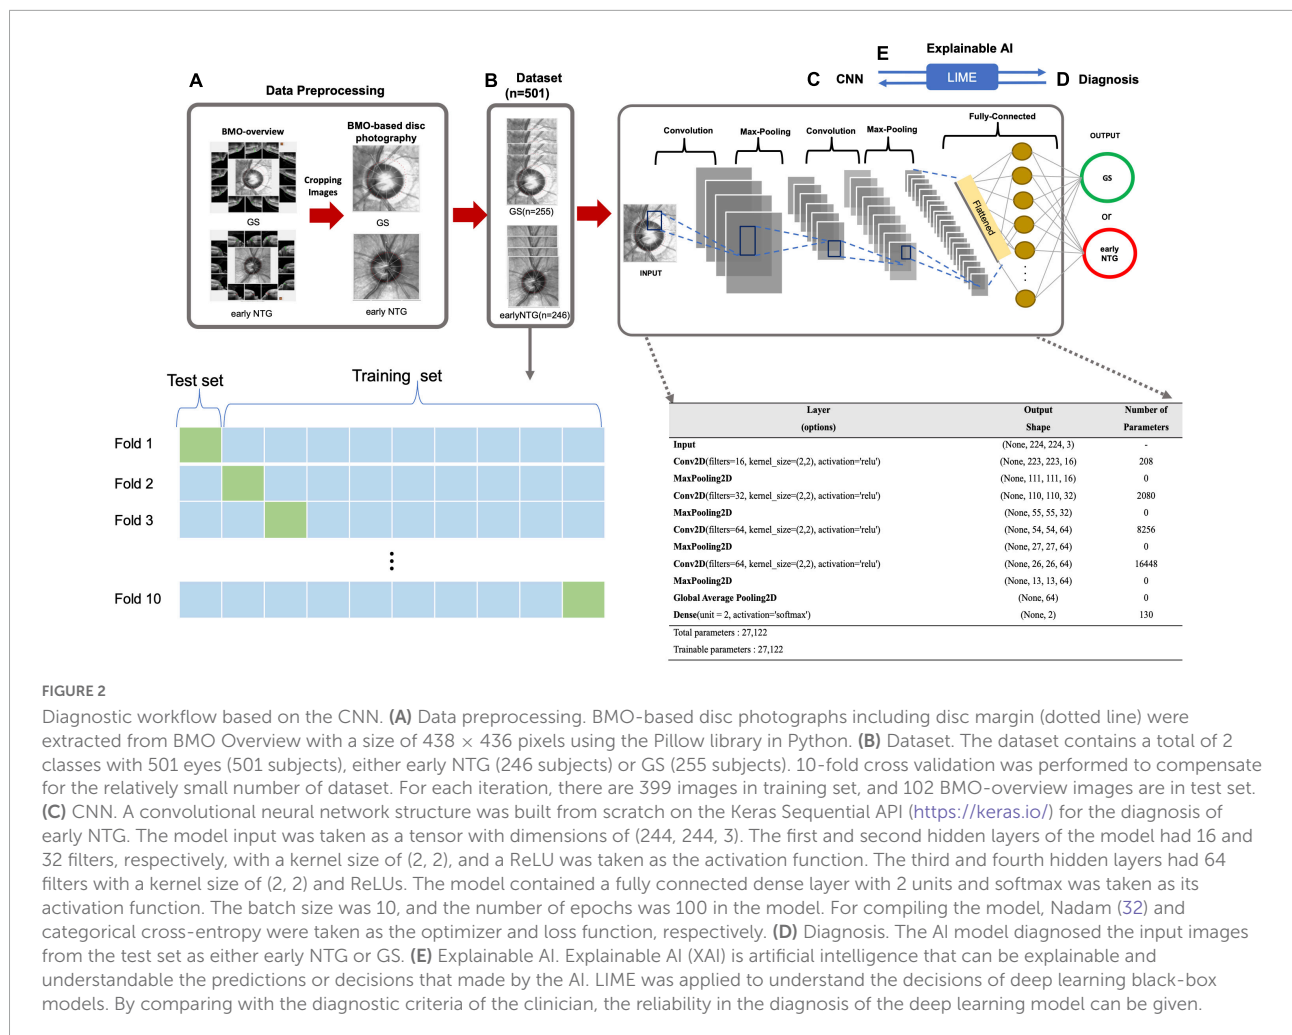 E
Explainable AI
A
B
Dataset
(n=501)
C
CNN
LIME
D
Diagnosis
Data Preprocessing
BMO-overview
BMO-based disc
photography
Cropping
Images
GS
GS
early NTG
early NTG
GS(n=255)
earlyNTG(n=246)
Convolution
Max-Pooling
Convolution
Max-Pooling
Fully-Connected
INPUT
Flattened
OUTPUT
GS
or
early
NTG
Test set
Training set
Fold 1
Fold 2
Fold 3
Fold 10
Layer Output Number of
(options) Shape Parameters
Input (None, 224, 224, 3) -
Conv2D(filters=16, kernel_size=(2,2), activation='relu') (None, 223, 223, 16) 208
MaxPooling2D (None, 111, 111, 16) 0
Conv2D(filters=32, kernel_size=(2,2), activation='relu') (None, 110, 110, 32) 2080
MaxPooling2D (None, 55, 55, 32) 0
Conv2D(filters=64, kernel_size=(2,2), activation='relu') (None, 54, 54, 64) 8256
MaxPooling2D (None, 27, 27, 64) 0
Conv2D(filters=64, kernel_size=(2,2), activation='relu') (None, 26, 26, 64) 16448
MaxPooling2D (None, 13, 13, 64) 0
Global Average Pooling2D (None, 64) 0
Dense(unit = 2, activation='softmax') (None, 2) 130
Total parameters : 27,122
Trainable parameters : 27,122
FIGURE 2
Diagnostic workflow based on the CNN. (A) Data preprocessing. BMO-based disc photographs including disc margin (dotted line) were
extracted from BMO Overview with a size of 438 × 436 pixels using the Pillow library in Python. (B) Dataset. The dataset contains a total of 2
classes with 501 eyes (501 subjects), either early NTG (246 subjects) or GS (255 subjects). 10-fold cross validation was performed to compensate
for the relatively small number of dataset. For each iteration, there are 399 images in training set, and 102 BMO-overview images are in test set.
(C) CNN. A convolutional neural network structure was built from scratch on the Keras Sequential API (https://keras.io/) for the diagnosis of
early NTG. The model input was taken as a tensor with dimensions of (244, 244, 3). The first and second hidden layers of the model had 16 and
32 filters, respectively, with a kernel size of (2, 2), and a ReLU was taken as the activation function. The third and fourth hidden layers had 64
filters with a kernel size of (2, 2) and ReLUs. The model contained a fully connected dense layer with 2 units and softmax was taken as its
activation function. The batch size was 10, and the number of epochs was 100 in the model. For compiling the model, Nadam (32) and
categorical cross-entropy were taken as the optimizer and loss function, respectively. (D) Diagnosis. The AI model diagnosed the input images
from the test set as either early NTG or GS. (E) Explainable AI. Explainable AI (XAI) is artificial intelligence that can be explainable and
understandable the predictions or decisions that made by the AI. LIME was applied to understand the decisions of deep learning black-box
models. By comparing with the diagnostic criteria of the clinician, the reliability in the diagnosis of the deep learning model can be given.